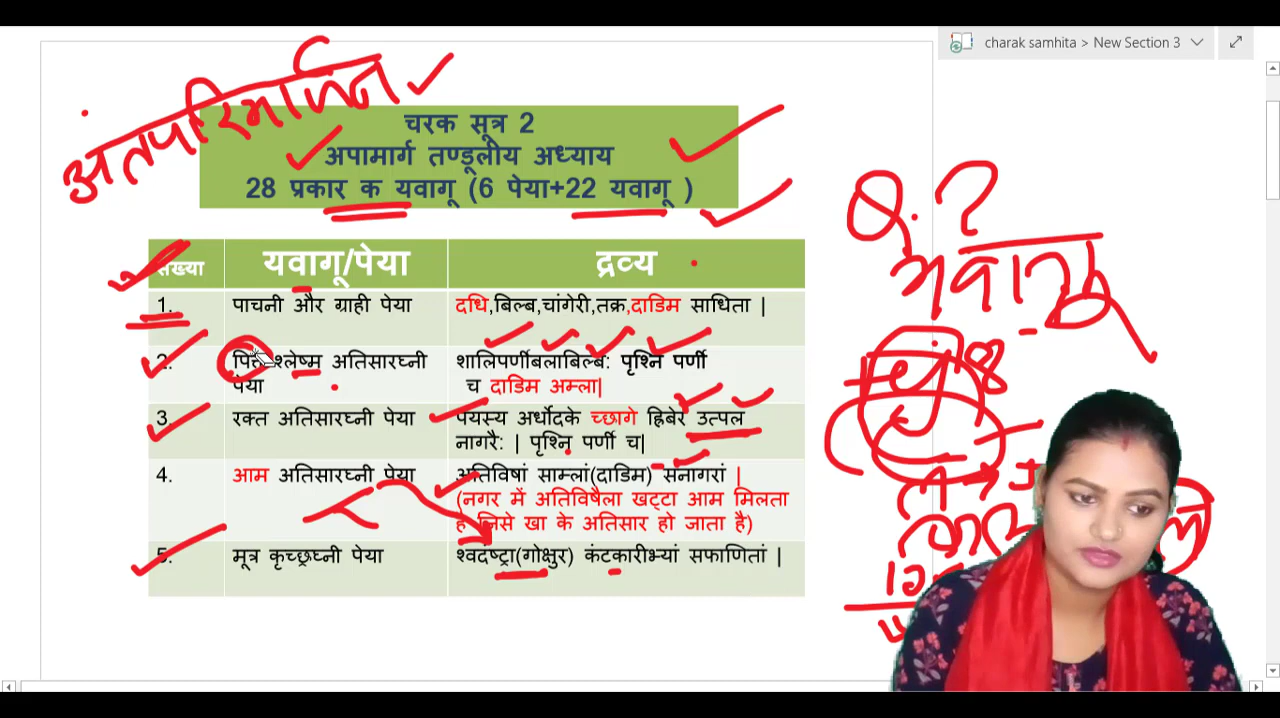 charak samhita > New Section 3
अंतपरिमार्जन
चरक सूत्र 2
अपामार्ग तण्डूलीय अध्याय
28 प्रकार क यवागू (6 पेया+22 यवागू )
Q. ?
यवागू
संख्या
यवागू/पेया
द्रव्य
1.
पाचनी और ग्राही पेया
दधि,बिल्ब,चांगेरी,तक्र,दाडिम साधिता |
2.
पित्त श्लेष्म अतिसारघ्नी
पेया
शालिपर्णीबलाबिल्ब: पृश्नि पर्णी
च दाडिम अम्ला|
3.
रक्त अतिसारघ्नी पेया
पयस्य अर्धोदके च्छागे ह्रिबेर उत्पल
नागरै: | पृश्नि पर्णी च|
4.
आम अतिसारघ्नी पेया
अतिविषां साम्लां(दाडिम) सनागरां |
(नगर में अतिविषैला खट्टा आम मिलता
है जिसे खा के अतिसार हो जाता है)
5.
मूत्र कृच्छ्रघ्नी पेया
श्वदंष्ट्रा(गोक्षुर) कंटकारीभ्यां सफाणितां |